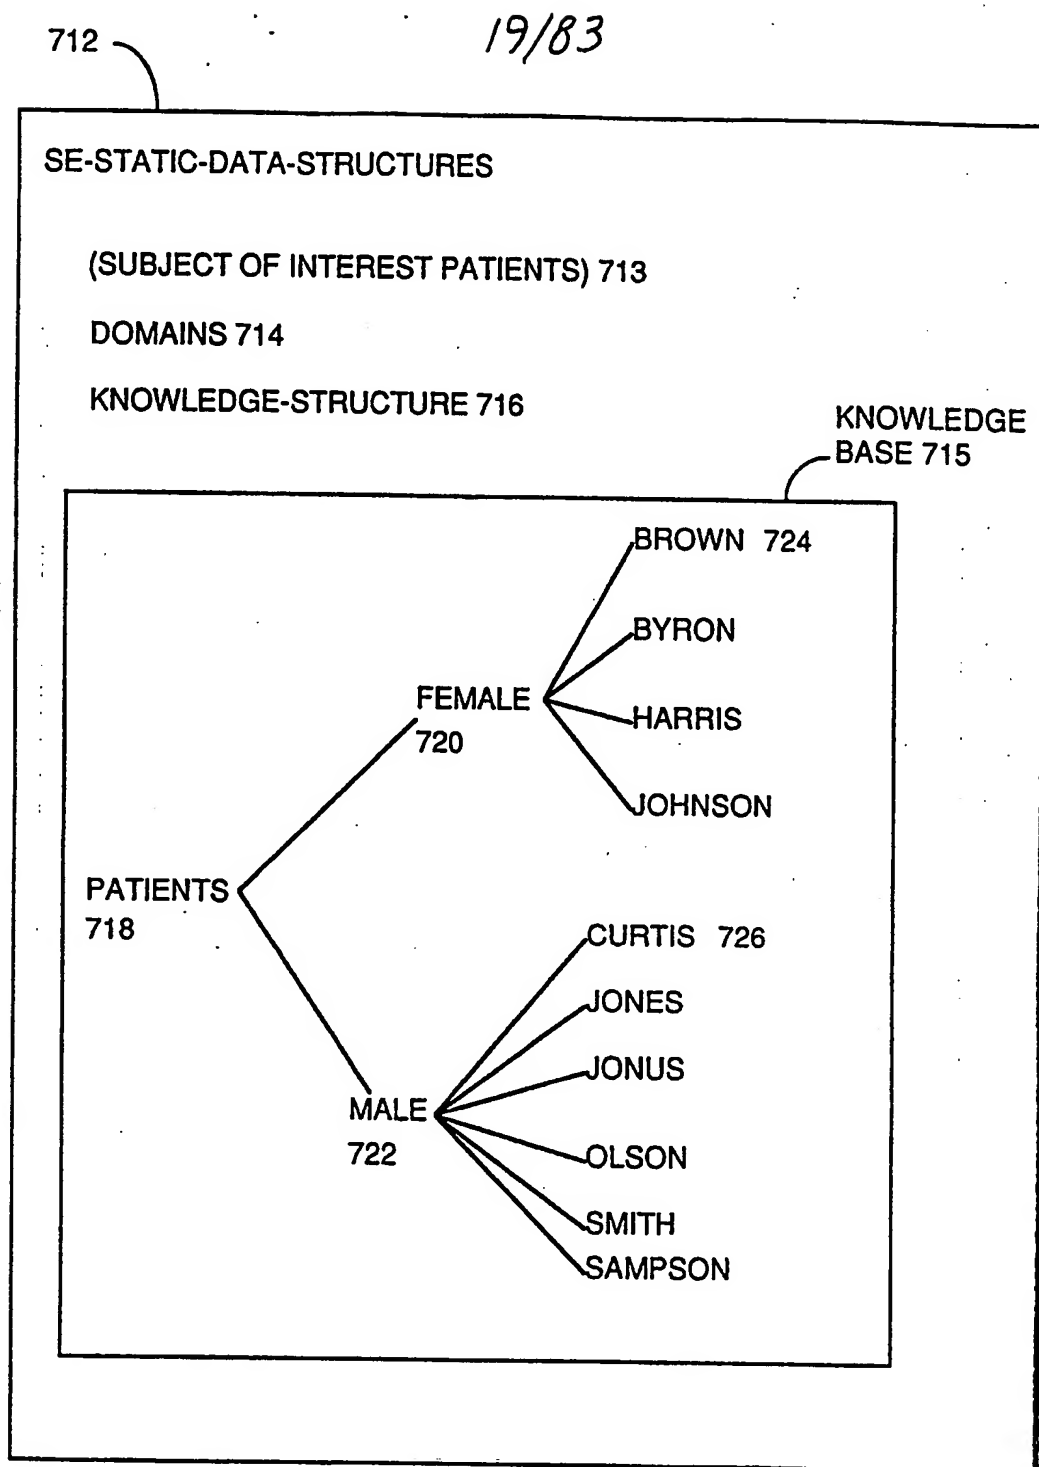 712
19/83
SE-STATIC-DATA-STRUCTURES
(SUBJECT OF INTEREST PATIENTS) 713
DOMAINS 714
KNOWLEDGE-STRUCTURE 716
KNOWLEDGE
BASE 715
BROWN 724
BYRON
FEMALE
720
HARRIS
JOHNSON
PATIENTS
718
CURTIS 726
JONES
JONUS
MALE
722
OLSON
SMITH
SAMPSON